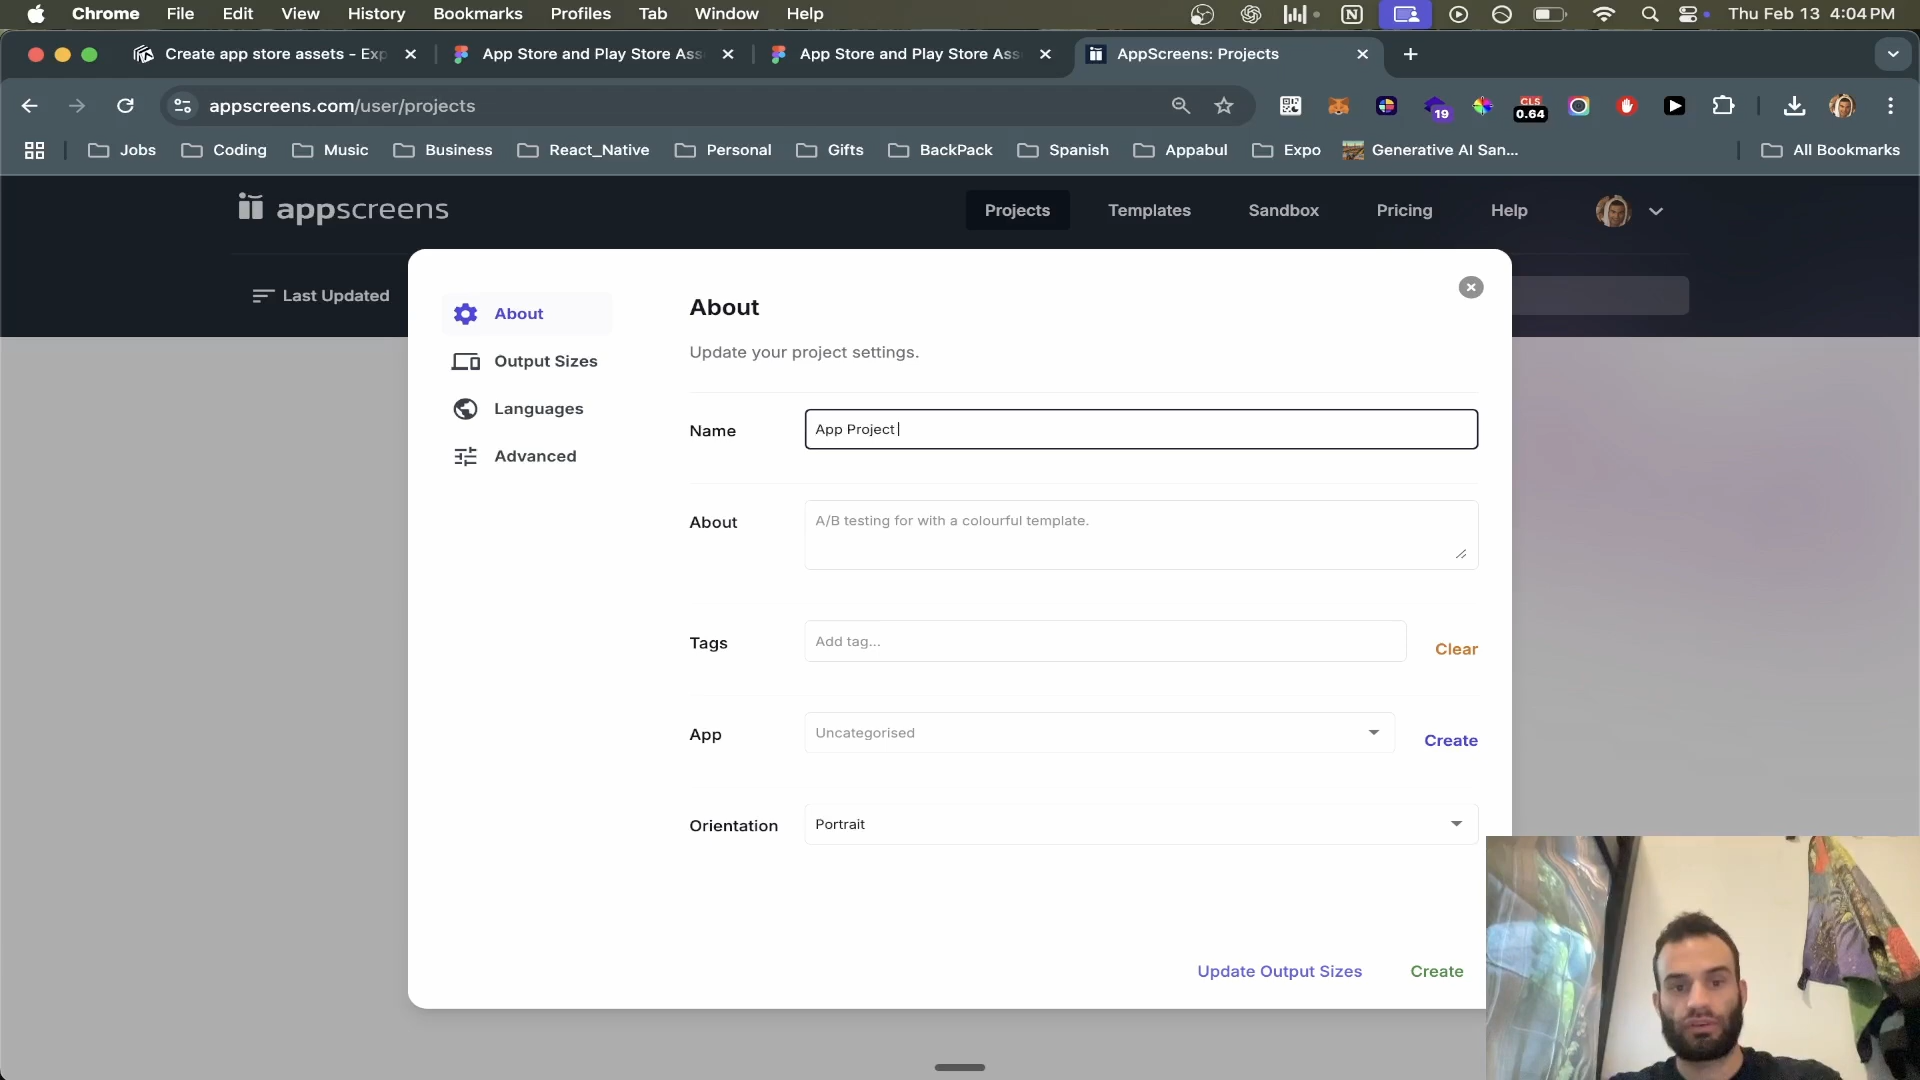 Chrome File Edit View History Bookmarks Profiles Tab Window Help Thu Feb 13 4:04 PM
Create app store assets - Exp App Store and Play Store Ass App Store and Play Store Ass AppScreens: Projects
appscreens.com/user/projects 19 CLS 0.64
Jobs Coding Music Business React_Native Personal Gifts BackPack Spanish Appabul Expo Generative AI San... All Bookmarks
appscreens Projects Templates Sandbox Pricing Help
Last Updated
About
Output Sizes
Languages
Advanced
About
Update your project settings.
Name App Project
About A/B testing for with a colourful template.
Tags Add tag... Clear
App Uncategorised Create
Orientation Portrait
Update Output Sizes Create